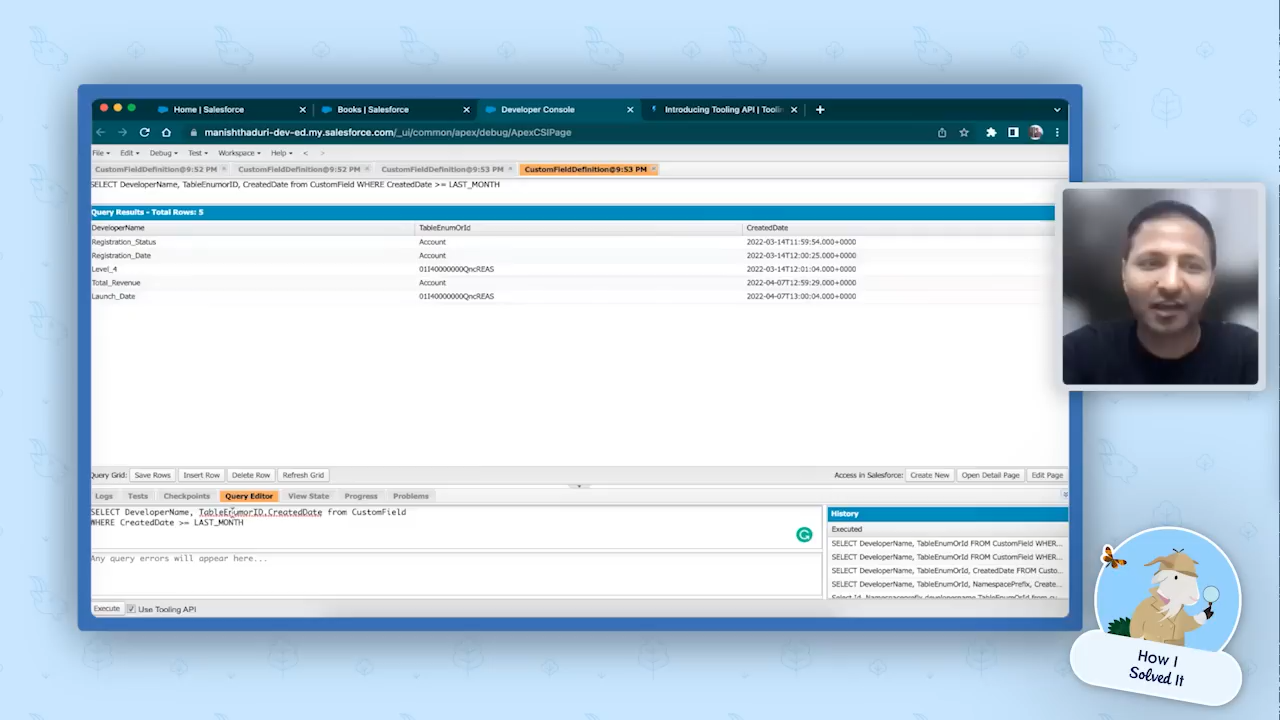 Home | Salesforce
Books | Salesforce
Developer Console
Introducing Tooling API | Toolin
manishthaduri-dev-ed.my.salesforce.com/_ui/common/apex/debug/ApexCSIPage
File Edit Debug Test Workspace Help < >
CustomFieldDefinition@9:52 PM
CustomFieldDefinition@9:52 PM
CustomFieldDefinition@9:53 PM
CustomFieldDefinition@9:53 PM
SELECT DeveloperName, TableEnumorID, CreatedDate from CustomField WHERE CreatedDate >= LAST_MONTH
Query Results - Total Rows: 5
DeveloperName TableEnumOrId CreatedDate
Registration_Status Account 2022-03-14T11:59:54.000+0000
Registration_Date Account 2022-03-14T12:00:25.000+0000
Level_4 01I40000000QncREAS 2022-03-14T12:01:04.000+0000
Total_Revenue Account 2022-04-07T12:59:29.000+0000
Launch_Date 01I40000000QncREAS 2022-04-07T13:00:04.000+0000
Query Grid: Save Rows Insert Row Delete Row Refresh Grid Access in Salesforce: Create New Open Detail Page Edit Page
Logs Tests Checkpoints Query Editor View State Progress Problems
SELECT DeveloperName, TableEnumorID,CreatedDate from CustomField
WHERE CreatedDate >= LAST_MONTH
Any query errors will appear here...
History
Executed
SELECT DeveloperName, TableEnumOrId FROM CustomField WHER...
SELECT DeveloperName, TableEnumOrId FROM CustomField WHER...
SELECT DeveloperName, TableEnumOrId, CreatedDate FROM Custo...
SELECT DeveloperName, TableEnumOrId, NamespacePrefix, Create...
Select Id, Namespaceprefix,developername,TableEnumOrId from
Execute Use Tooling API
How I
Solved It